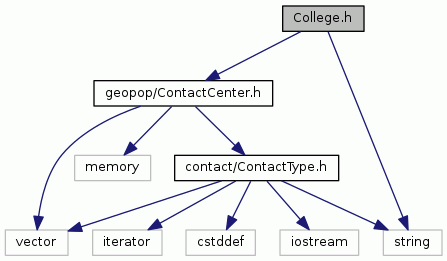 College.h
geopop/ContactCenter.h
memory
contact/ContactType.h
vector
iterator
cstddef
iostream
string